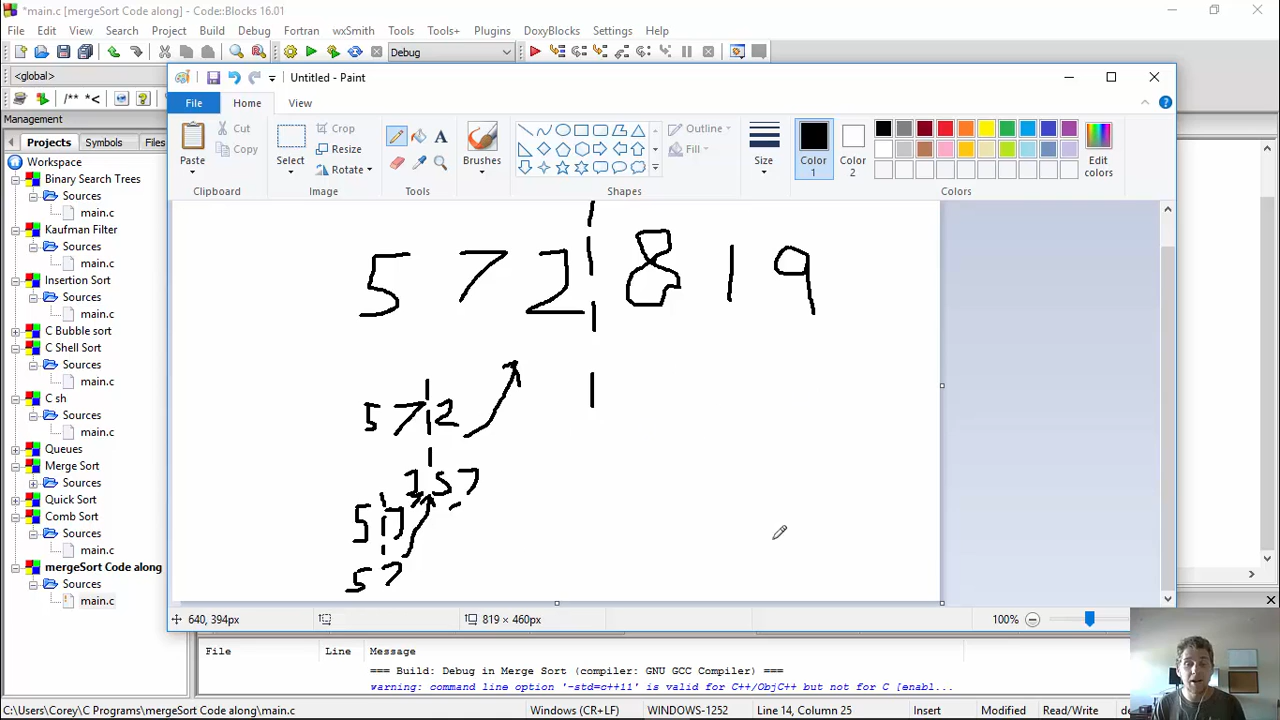 *main.c [mergeSort Code along] - Code::Blocks 16.01
File Edit View Search Project Build Debug Fortran wxSmith Tools Tools+ Plugins DoxyBlocks Settings Help
Debug
<global>
/** *<
Management
Projects Symbols Files
Workspace
Binary Search Trees
Sources
main.c
Kaufman Filter
Sources
main.c
Insertion Sort
Sources
main.c
C Bubble sort
C Shell Sort
Sources
main.c
C sh
Sources
main.c
Queues
Merge Sort
Quick Sort
Comb Sort
Sources
main.c
mergeSort Code along
Sources
main.c
Untitled - Paint
File Home View
Paste
Cut
Copy
Clipboard
Select
Crop
Resize
Rotate
Image
A
Tools
Brushes
Outline
Fill
Shapes
Size
Color 1
Color 2
Edit colors
Colors
5 7 2 8 1 9
5 7 2
2 5 7
5 7
5 7
640, 394px
819 × 460px
100%
File Line Message
=== Build: Debug in Merge Sort (compiler: GNU GCC Compiler) ===
warning: command line option '-std=c++11' is valid for C++/ObjC++ but not for C [enabl...
C:\Users\Corey\C Programs\mergeSort Code along\main.c Windows (CR+LF) WINDOWS-1252 Line 14, Column 25 Insert Modified Read/Write de